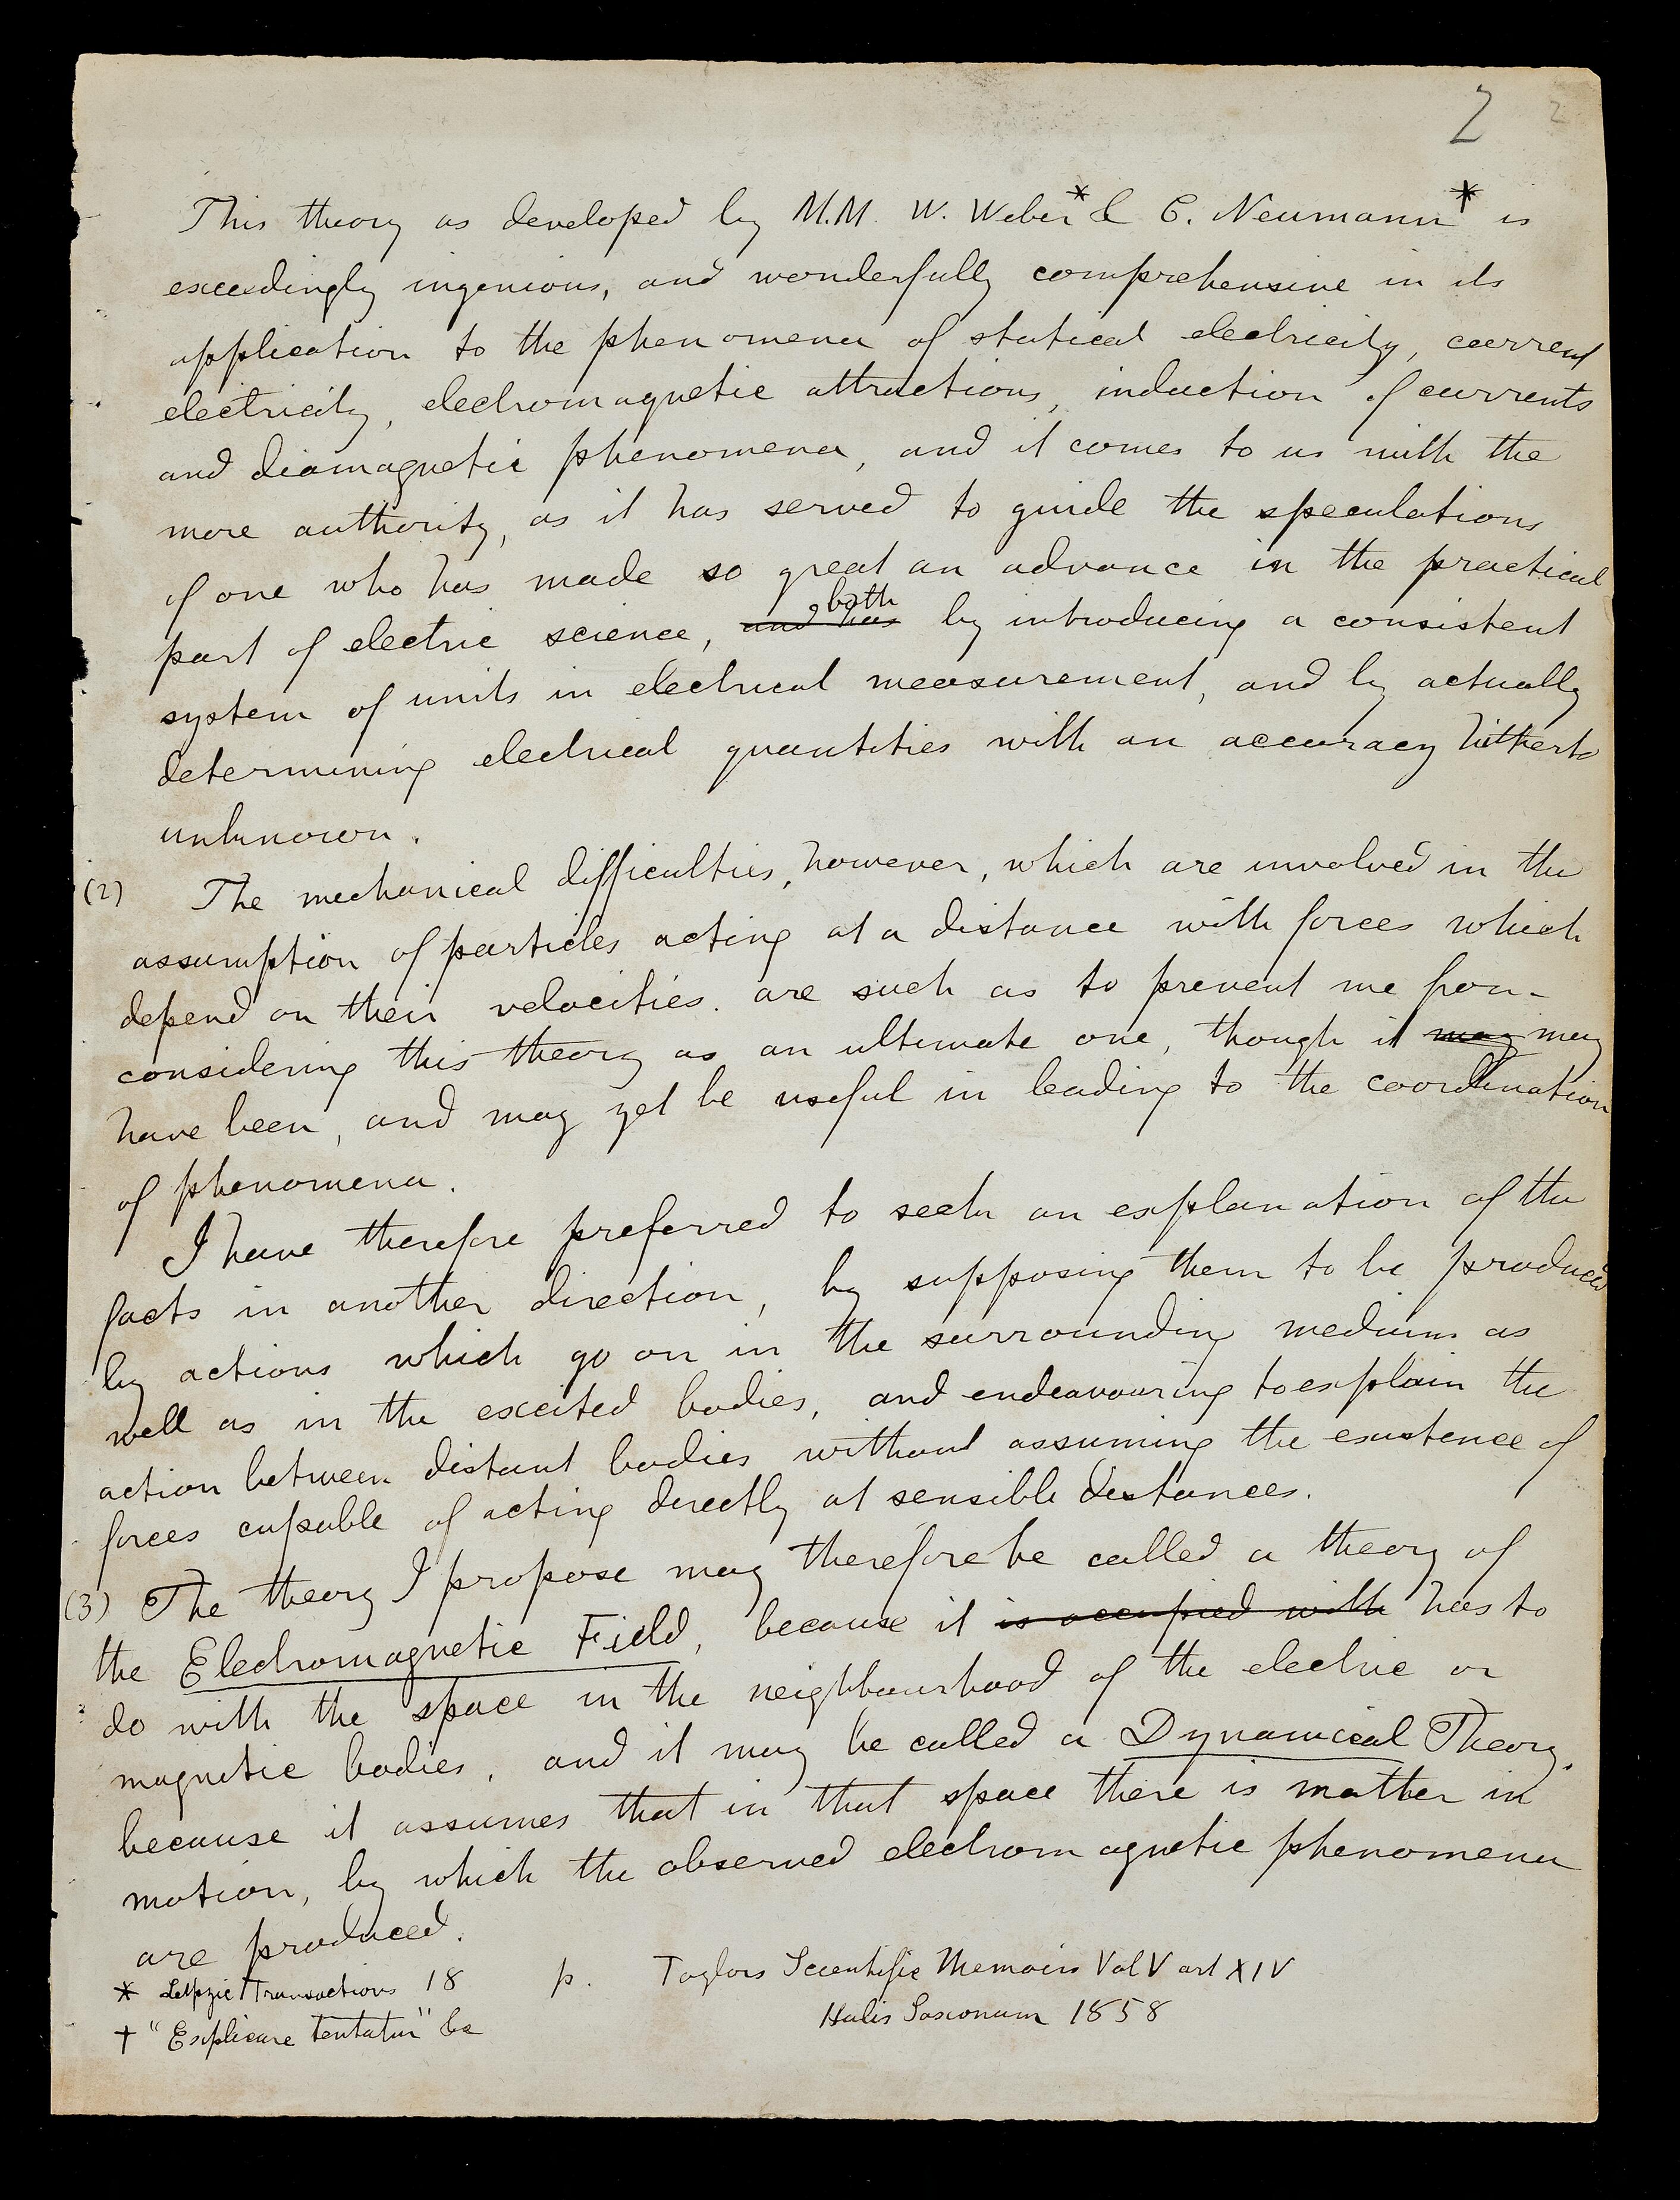 2 2
This theory as developed by M.M. W. Weber* & C. Neumann† is
exceedingly ingenious, and wonderfully comprehensive in its
application to the phenomena of statical electricity, current
electricity, electromagnetic attractions, induction of currents
and diamagnetic phenomena, and it comes to us with the
more authority, as it has served to guide the speculations
of one who has made so great an advance in the practical
both
part of electric science, and has by introducing a consistent
system of units in electrical measurement, and by actually
determining electrical quantities with an accuracy hitherto
unknown.
(2) The mechanical difficulties, however, which are involved in the
assumption of particles acting at a distance with forces which
depend on their velocities. are such as to prevent me from
considering this theory as an ultimate one, though it may may
have been, and may yet be useful in leading to the coordination
of phenomena.
I have therefore preferred to seek an explanation of the
facts in another direction, by supposing them to be produced
by actions which go on in the surrounding medium as
well as in the excited bodies, and endeavouring to explain the
action between distant bodies without assuming the existence of
forces capable of acting directly at sensible distances.
(3) The theory I propose may therefore be called a theory of
the Electromagnetic Field, because it is occupied with has to
do with the space in the neighbourhood of the electric or
magnetic bodies, and it may be called a Dynamical Theory,
because it assumes that in that space there is matter in
motion, by which the observed electromagnetic phenomena
are produced.
* Leipzic Transactions 18 p. Taylors Scientific Memoirs Vol V art XIV
† "Explicare tentatur" &c Halis Saxonum 1858